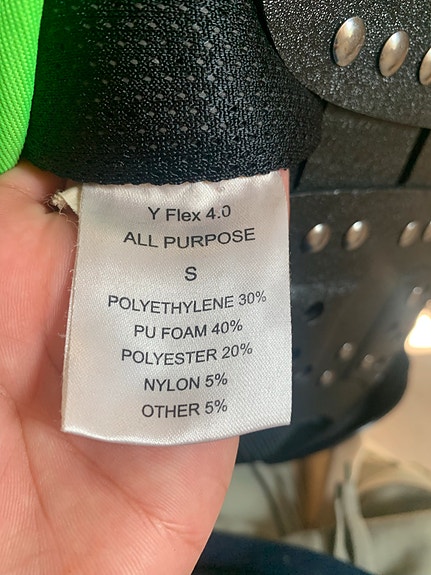 Y Flex 4.0
ALL PURPOSE
S
POLYETHYLENE 30%
PU FOAM 40%
POLYESTER 20%
NYLON 5%
OTHER 5%